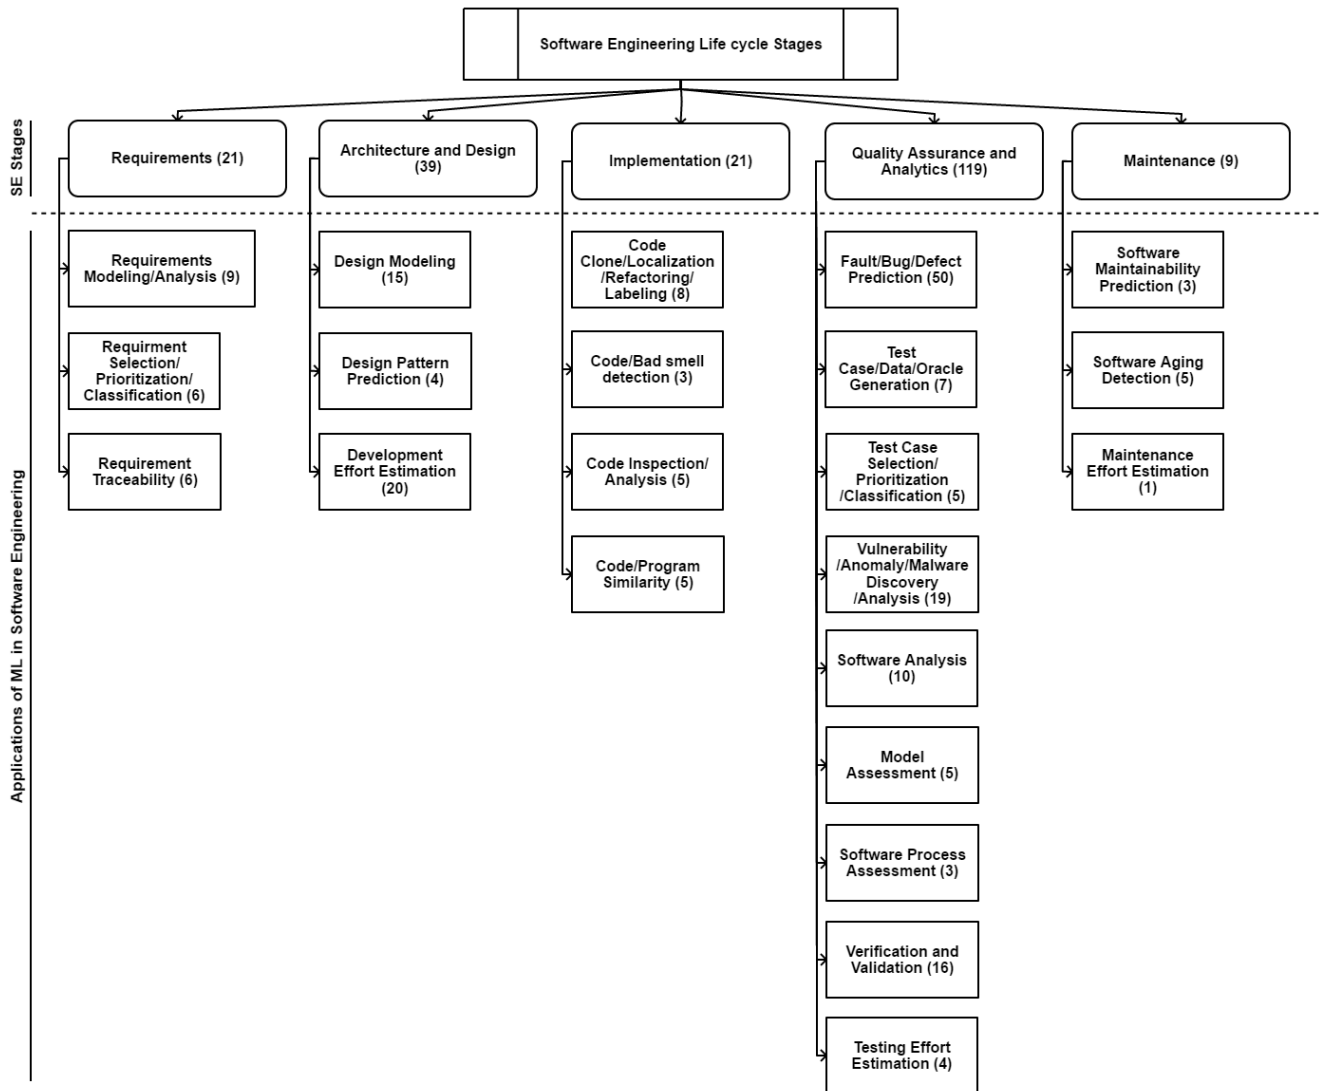 Software Engineering Life cycle Stages
SE Stages
Requirements (21)
Architecture and Design
(39)
Implementation (21)
Quality Assurance and
Analytics (119)
Maintenance (9)
Applications of ML in Software Engineering
Requirements
Modeling/Analysis (9)
Requirment
Selection/
Prioritization/
Classification (6)
Requirement
Traceability (6)
Design Modeling
(15)
Design Pattern
Prediction (4)
Development
Effort Estimation
(20)
Code
Clone/Localization
/Refactoring/
Labeling (8)
Code/Bad smell
detection (3)
Code Inspection/
Analysis (5)
Code/Program
Similarity (5)
Fault/Bug/Defect
Prediction (50)
Test
Case/Data/Oracle
Generation (7)
Test Case
Selection/
Prioritization
/Classification (5)
Vulnerability
/Anomaly/Malware
Discovery
/Analysis (19)
Software Analysis
(10)
Model
Assessment (5)
Software Process
Assessment (3)
Verification and
Validation (16)
Testing Effort
Estimation (4)
Software
Maintainability
Prediction (3)
Software Aging
Detection (5)
Maintenance
Effort Estimation
(1)